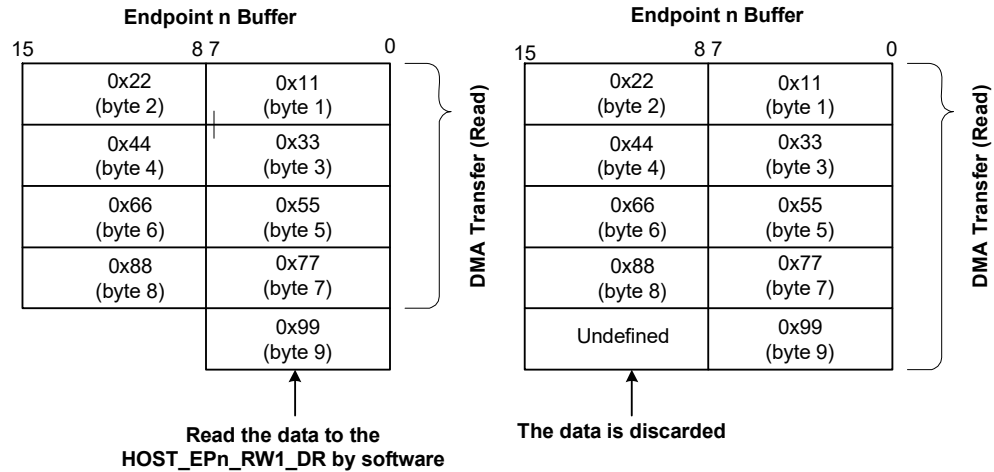 Endpoint n Buffer
15
8 7
0
0x22
(byte 2)
0x11
(byte 1)
0x44
(byte 4)
0x33
(byte 3)
0x66
(byte 6)
0x55
(byte 5)
0x88
(byte 8)
0x77
(byte 7)
0x99
(byte 9)
DMA Transfer (Read)
Read the data to the
HOST_EPn_RW1_DR by software
Endpoint n Buffer
15
8 7
0
0x22
(byte 2)
0x11
(byte 1)
0x44
(byte 4)
0x33
(byte 3)
0x66
(byte 6)
0x55
(byte 5)
0x88
(byte 8)
0x77
(byte 7)
Undefined
0x99
(byte 9)
DMA Transfer (Read)
The data is discarded